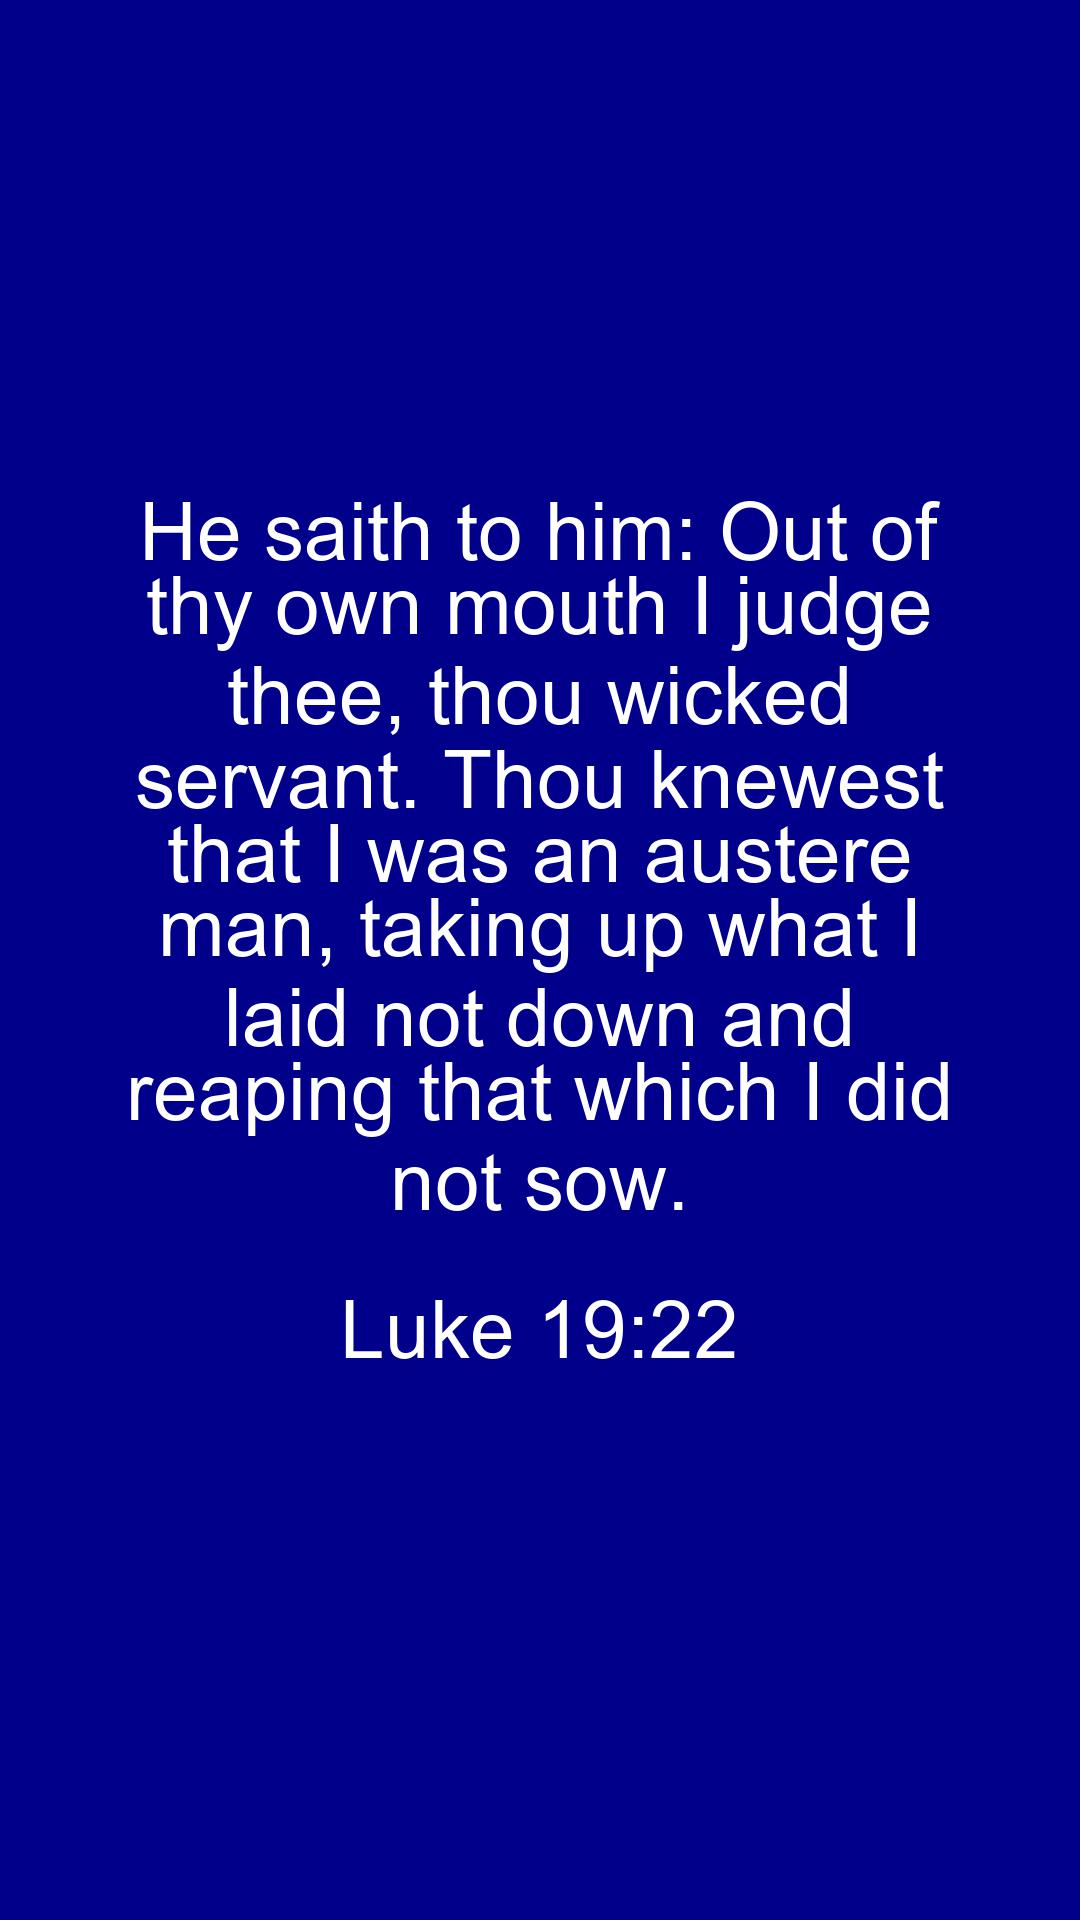 He saith to him: Out of
thy own mouth I judge
thee, thou wicked
servant. Thou knewest
that I was an austere
man, taking up what I
laid not down and
reaping that which I did
not sow.
Luke 19:22